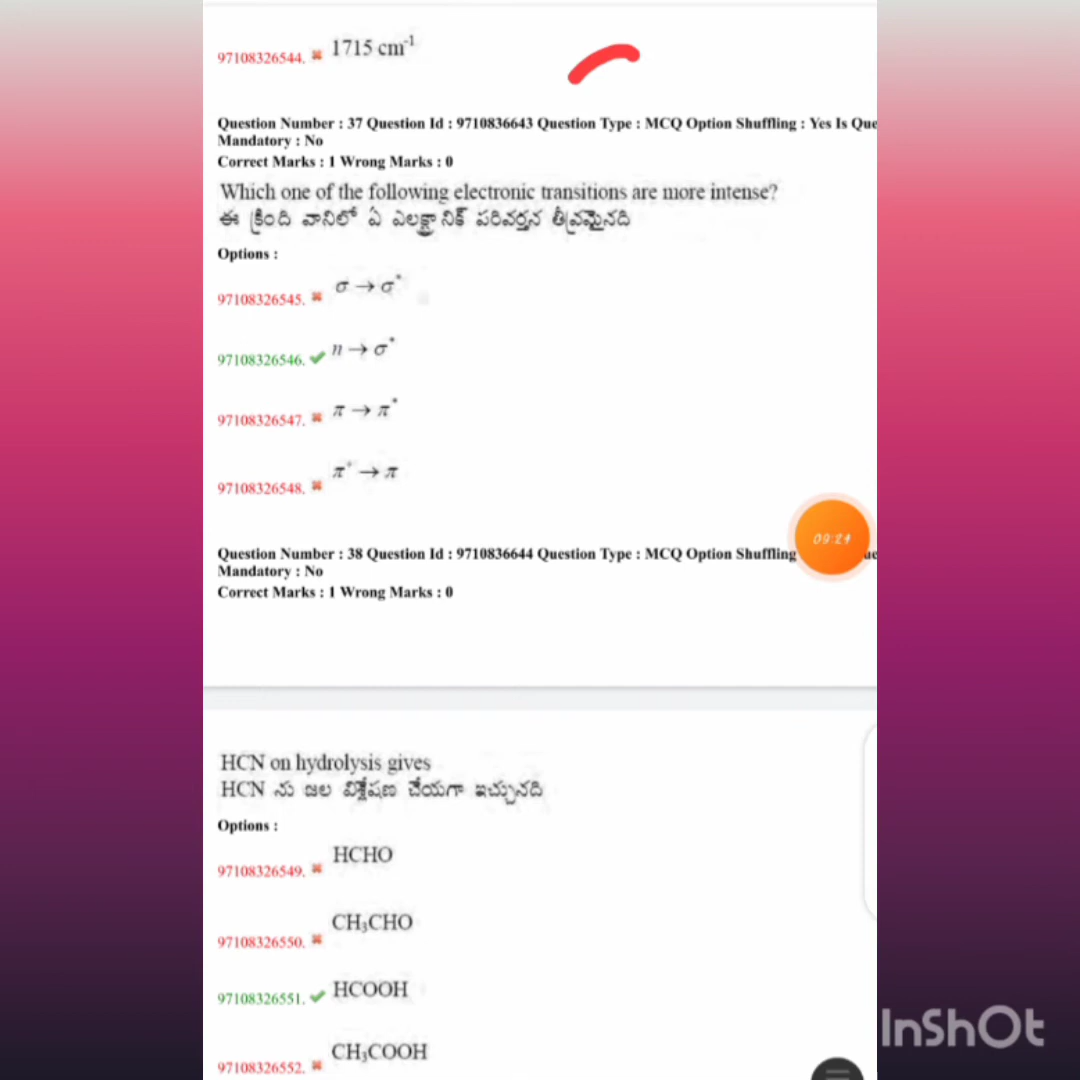 97108326544. 1715 cm⁻¹
Question Number : 37 Question Id : 9710836643 Question Type : MCQ Option Shuffling : Yes Is Que
Mandatory : No
Correct Marks : 1 Wrong Marks : 0
Which one of the following electronic transitions are more intense?
ఈ క్రింది వానిలో ఏ ఎలక్ట్రానిక్ పరివర్తన తీవ్రమైనది
Options :
97108326545. σ → σ*
97108326546. n → σ*
97108326547. π → π*
97108326548. π* → π
09:24
Question Number : 38 Question Id : 9710836644 Question Type : MCQ Option Shuffling ue
Mandatory : No
Correct Marks : 1 Wrong Marks : 0
HCN on hydrolysis gives
HCN ను జల విశ్లేషణ చేయగా ఇచ్చునది
Options :
97108326549. HCHO
97108326550. CH₃CHO
97108326551. HCOOH
97108326552. CH₃COOH
InShOt